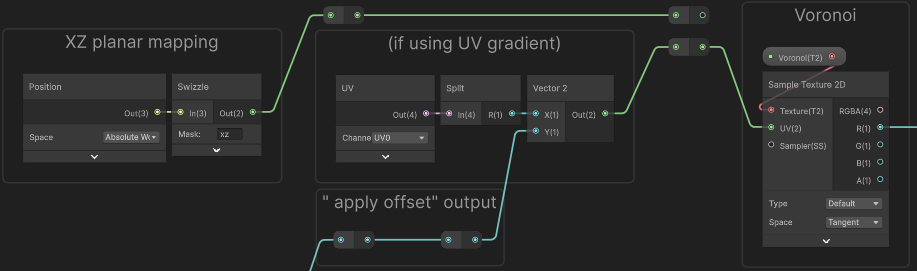 XZ planar mapping
Position
Out(3)
Space
Absolute Wo
Swizzle
In(3)
Out(2)
Mask:
xz
(if using UV gradient)
UV
Out(4)
Channe
UV0
Split
In(4)
R(1)
Vector 2
X(1)
Out(2)
Y(1)
" apply offset" output
Voronoi
Voronoi(T2)
Sample Texture 2D
Texture(T2)
RGBA(4)
UV(2)
R(1)
Sampler(SS)
G(1)
B(1)
A(1)
Type
Default
Space
Tangent